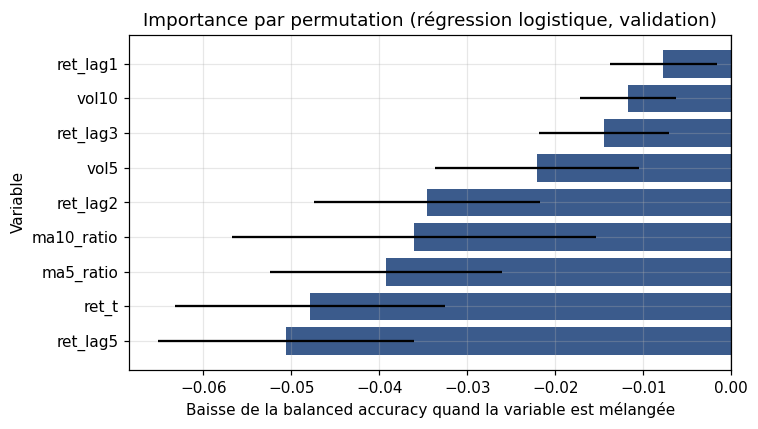 Importance par permutation (régression logistique, validation)
Variable
ret_lag1
vol10
ret_lag3
vol5
ret_lag2
ma10_ratio
ma5_ratio
ret_t
ret_lag5
−0.06 −0.05 −0.04 −0.03 −0.02 −0.01 0.00
Baisse de la balanced accuracy quand la variable est mélangée